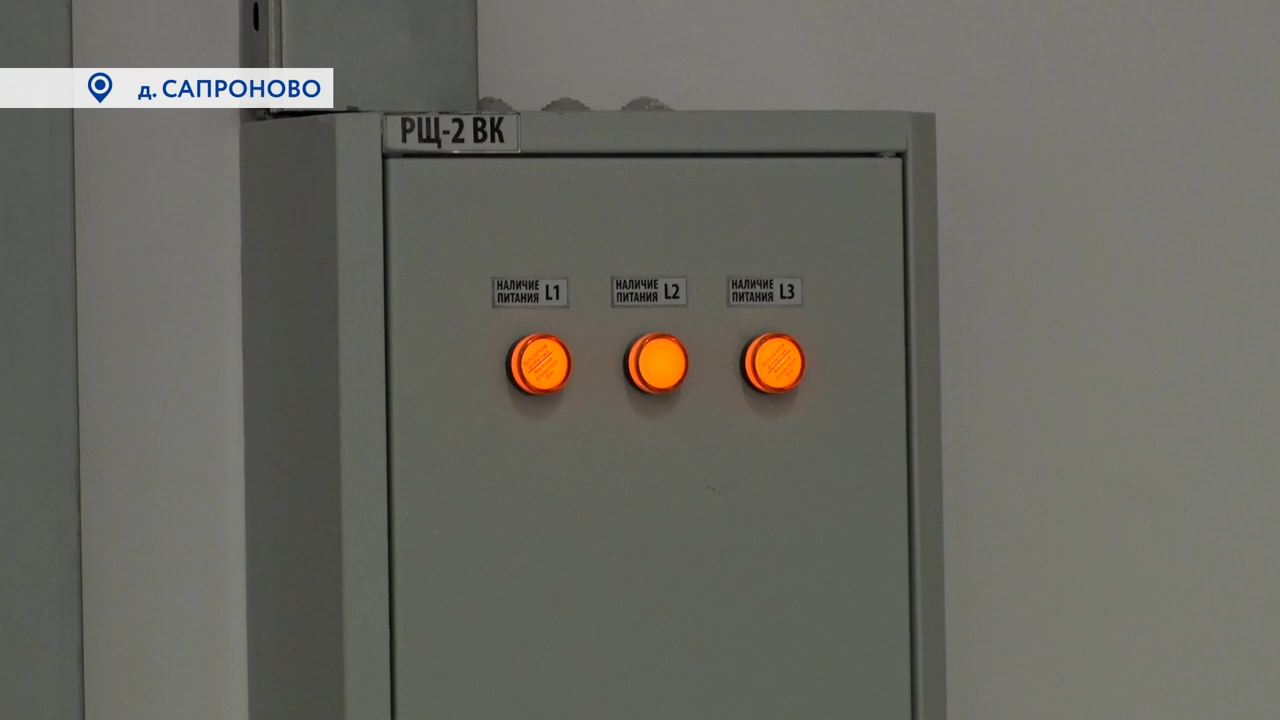 д. САПРОНОВО
РЩ-2 ВК
НАЛИЧИЕ
ПИТАНИЯ L1
НАЛИЧИЕ
ПИТАНИЯ L2
НАЛИЧИЕ
ПИТАНИЯ L3